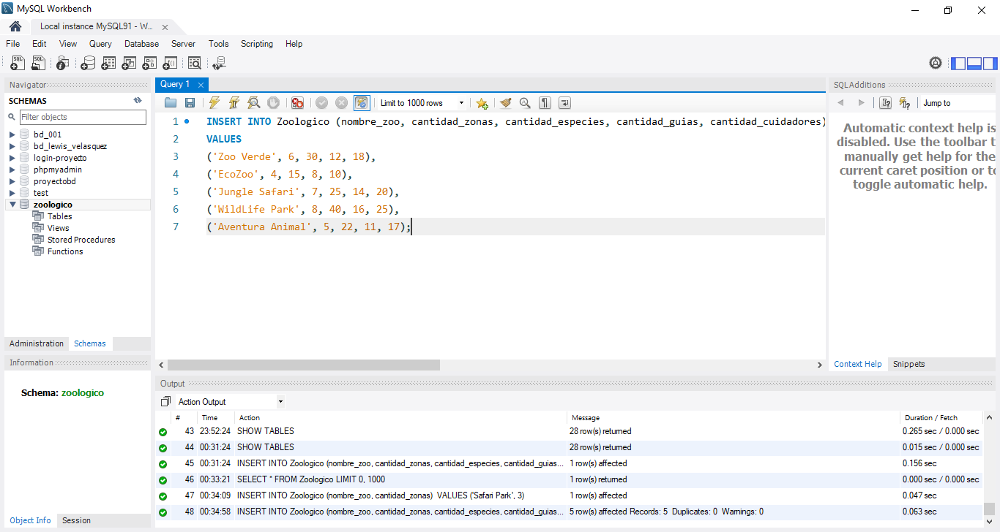 MySQL Workbench
Local instance MySQL91 - W...
File Edit View Query Database Server Tools Scripting Help
Navigator
SCHEMAS
Filter objects
bd_001
bd_lewis_velasquez
login-proyecto
phpmyadmin
proyectobd
test
zoologico
Tables
Views
Stored Procedures
Functions
Administration Schemas
Information
Schema: zoologico
Object Info Session
Query 1
Limit to 1000 rows
1 INSERT INTO Zoologico (nombre_zoo, cantidad_zonas, cantidad_especies, cantidad_guias, cantidad_cuidadores)
2 VALUES
3 ('Zoo Verde', 6, 30, 12, 18),
4 ('EcoZoo', 4, 15, 8, 10),
5 ('Jungle Safari', 7, 25, 14, 20),
6 ('WildLife Park', 8, 40, 16, 25),
7 ('Aventura Animal', 5, 22, 11, 17);
SQLAdditions
Jump to
Automatic context help is
disabled. Use the toolbar t
manually get help for the
current caret position or to
toggle automatic help.
Context Help Snippets
Output
Action Output
# Time Action Message Duration / Fetch
43 23:52:24 SHOW TABLES 28 row(s) returned 0.265 sec / 0.000 sec
44 00:31:24 SHOW TABLES 28 row(s) returned 0.015 sec / 0.000 sec
45 00:31:24 INSERT INTO Zoologico (nombre_zoo, cantidad_zonas, cantidad_especies, cantidad_guias... 1 row(s) affected 0.156 sec
46 00:33:21 SELECT * FROM Zoologico LIMIT 0, 1000 1 row(s) returned 0.000 sec / 0.000 sec
47 00:34:09 INSERT INTO Zoologico (nombre_zoo, cantidad_zonas) VALUES ('Safari Park', 3) 1 row(s) affected 0.047 sec
48 00:34:58 INSERT INTO Zoologico (nombre_zoo, cantidad_zonas, cantidad_especies, cantidad_guias... 5 row(s) affected Records: 5 Duplicates: 0 Warnings: 0 0.063 sec